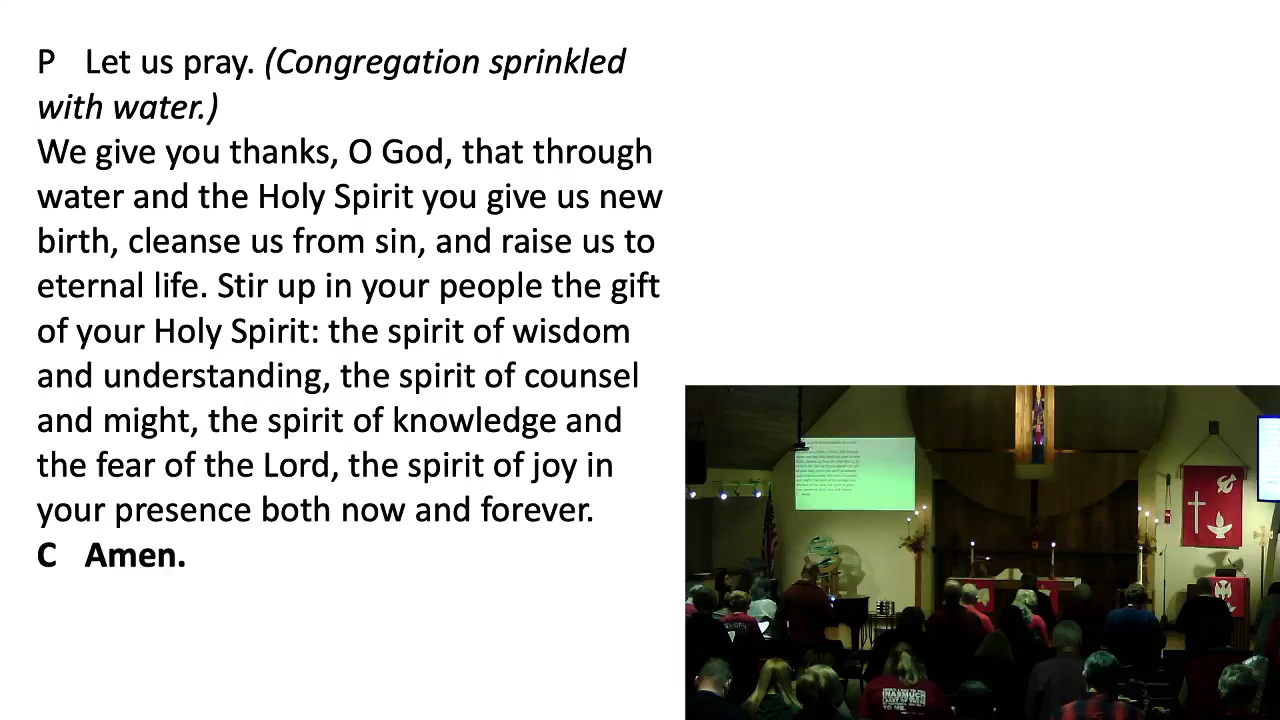 P Let us pray. (Congregation sprinkled
with water.)
We give you thanks, O God, that through
water and the Holy Spirit you give us new
birth, cleanse us from sin, and raise us to
eternal life. Stir up in your people the gift
of your Holy Spirit: the spirit of wisdom
and understanding, the spirit of counsel
and might, the spirit of knowledge and
the fear of the Lord, the spirit of joy in
your presence both now and forever.
C Amen.
INASMUCH
TO ME.